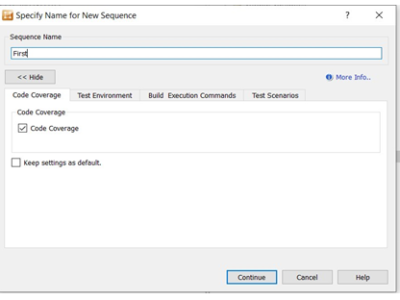 Specify Name for New Sequence
? ×
Sequence Name
First
<< Hide
More Info..
Code Coverage Test Environment Build Execution Commands Test Scenarios
Code Coverage
Code Coverage
Keep settings as default.
Continue Cancel Help